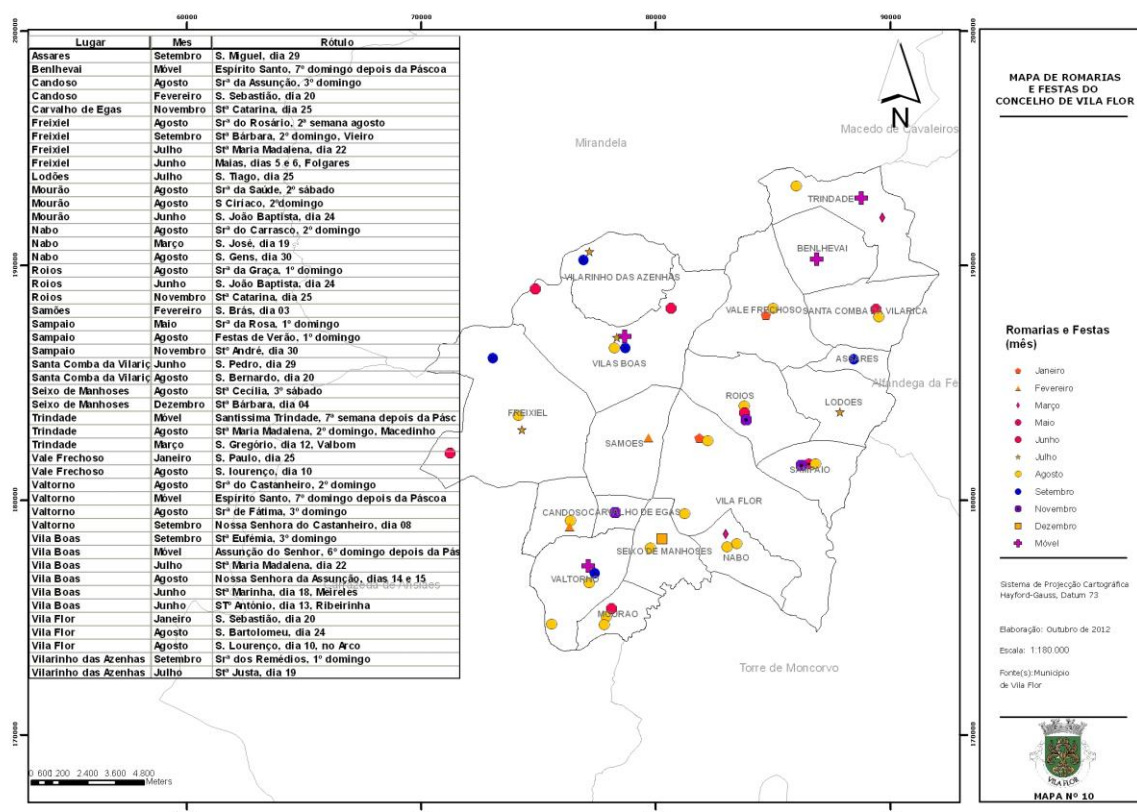 60000 70000 80000 90000
200000 200000
190000 190000
180000 180000
170000 170000
Lugar Mes Rótulo
Assares Setembro S. Miguel, dia 29
Benlhevai Móvel Espírito Santo, 7º domingo depois da Páscoa
Candoso Agosto Srª da Assunção, 3º domingo
Candoso Fevereiro S. Sebastião, dia 20
Carvalho de Egas Novembro Stª Catarina, dia 25
Freixiel Agosto Srª do Rosário, 2ª semana agosto
Freixiel Setembro Stª Bárbara, 2º domingo, Vieiro
Freixiel Julho Stª Maria Madalena, dia 22
Freixiel Junho Maias, dias 5 e 6, Folgares
Lodões Julho S. Tiago, dia 25
Mourão Agosto Srª da Saúde, 2º sábado
Mourão Agosto S Ciríaco, 2ºdomingo
Mourão Junho S. João Baptista, dia 24
Nabo Agosto Srª do Carrasco, 2º domingo
Nabo Março S. José, dia 19
Nabo Agosto S. Gens, dia 30
Roios Agosto Srª da Graça, 1º domingo
Roios Junho S. João Baptista, dia 24
Roios Novembro Stª Catarina, dia 25
Samões Fevereiro S. Brás, dia 03
Sampaio Maio Srª da Rosa, 1º domingo
Sampaio Agosto Festas de Verão, 1º domingo
Sampaio Novembro Stº André, dia 30
Santa Comba da Vilariç Junho S. Pedro, dia 29
Santa Comba da Vilariç Agosto S. Bernardo, dia 20
Seixo de Manhoses Agosto Stª Cecília, 3º sábado
Seixo de Manhoses Dezembro Stª Bárbara, dia 04
Trindade Móvel Santissima Trindade, 7ª semana depois da Pásc
Trindade Agosto Stª Maria Madalena, 2º domingo, Macedinho
Trindade Março S. Gregório, dia 12, Valbom
Vale Frechoso Janeiro S. Paulo, dia 25
Vale Frechoso Agosto S. lourenço, dia 10
Valtorno Agosto Srª do Castanheiro, 2º domingo
Valtorno Móvel Espírito Santo, 7º domingo depois da Páscoa
Valtorno Agosto Srª de Fátima, 3º domingo
Valtorno Setembro Nossa Senhora do Castanheiro, dia 08
Vila Boas Setembro Stª Eufémia, 3º domingo
Vila Boas Móvel Assunção do Senhor, 6º domingo depois da Pás
Vila Boas Julho Stª Maria Madalena, dia 22
Vila Boas Agosto Nossa Senhora da Assunção, dias 14 e 15
Vila Boas Junho Stª Marinha, dia 18, Meireles
Vila Boas Junho STº António, dia 13, Ribeirinha
Vila Flor Janeiro S. Sebastião, dia 20
Vila Flor Agosto S. Bartolomeu, dia 24
Vila Flor Agosto S. Lourenço, dia 10, no Arco
Vilarinho das Azenhas Setembro Srª dos Remédios, 1º domingo
Vilarinho das Azenhas Julho Stª Justa, dia 19
N
Macedo de Cavaleiros
Mirandela
TRINDADE
BENLHEVAI
VILARINHO DAS AZENHAS
VALE FRECHOSO
SANTA COMBA DA VILARICA
VILAS BOAS
ASSARES
Alfandega da Fé
ROIOS
LODOES
FREIXIEL
SAMOES
SAMPAIO
VILA FLOR
CANDOSO
CARVALHO DE EGAS
SEIXO DE MANHOSES
NABO
VALTORNO
MOURAO
Torre de Moncorvo
0 600 1.200 2.400 3.600 4.800
Meters
MAPA DE ROMARIAS
E FESTAS DO
CONCELHO DE VILA FLOR
Romarias e Festas
(mês)
Janeiro
Fevereiro
Março
Maio
Junho
Julho
Agosto
Setembro
Novembro
Dezembro
Móvel
Sistema de Projecção Cartográfica
Hayford-Gauss, Datum 73
Elaboração: Outubro de 2012
Escala: 1:180 000
Fonte(s):Município
de Vila Flor
VILA FLOR
MAPA Nº 10